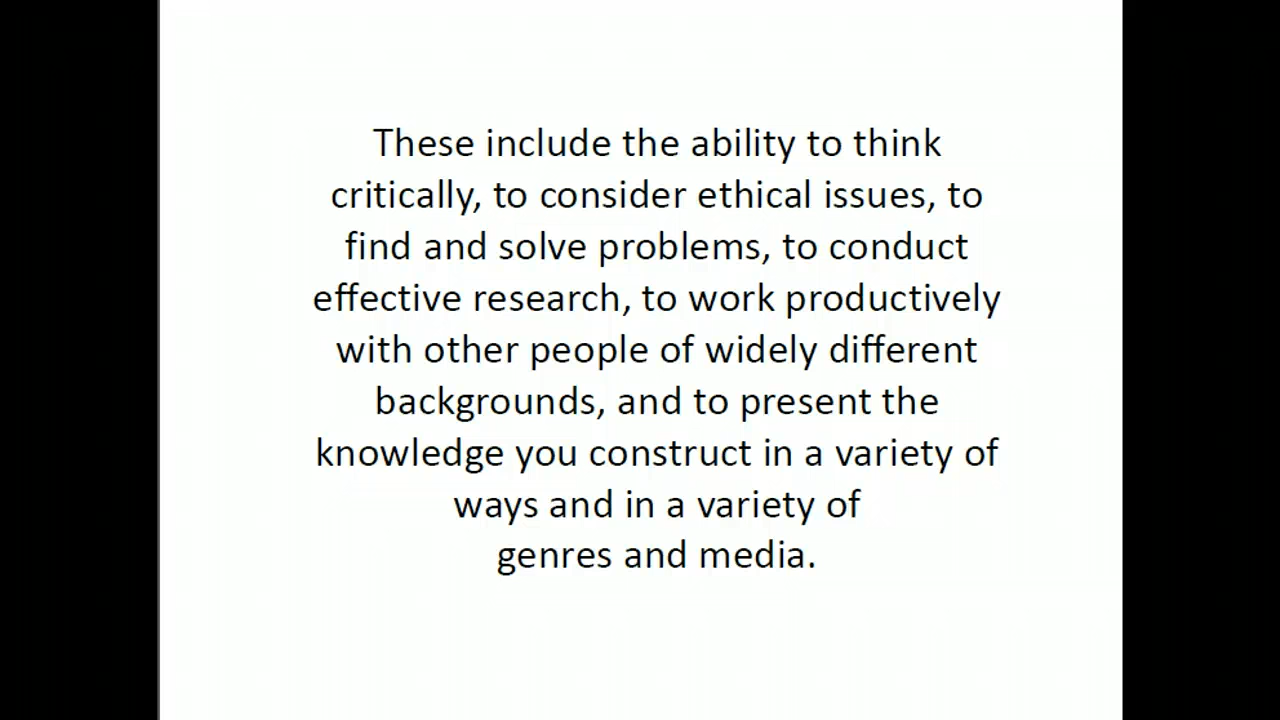 These include the ability to think
critically, to consider ethical issues, to
find and solve problems, to conduct
effective research, to work productively
with other people of widely different
backgrounds, and to present the
knowledge you construct in a variety of
ways and in a variety of
genres and media.